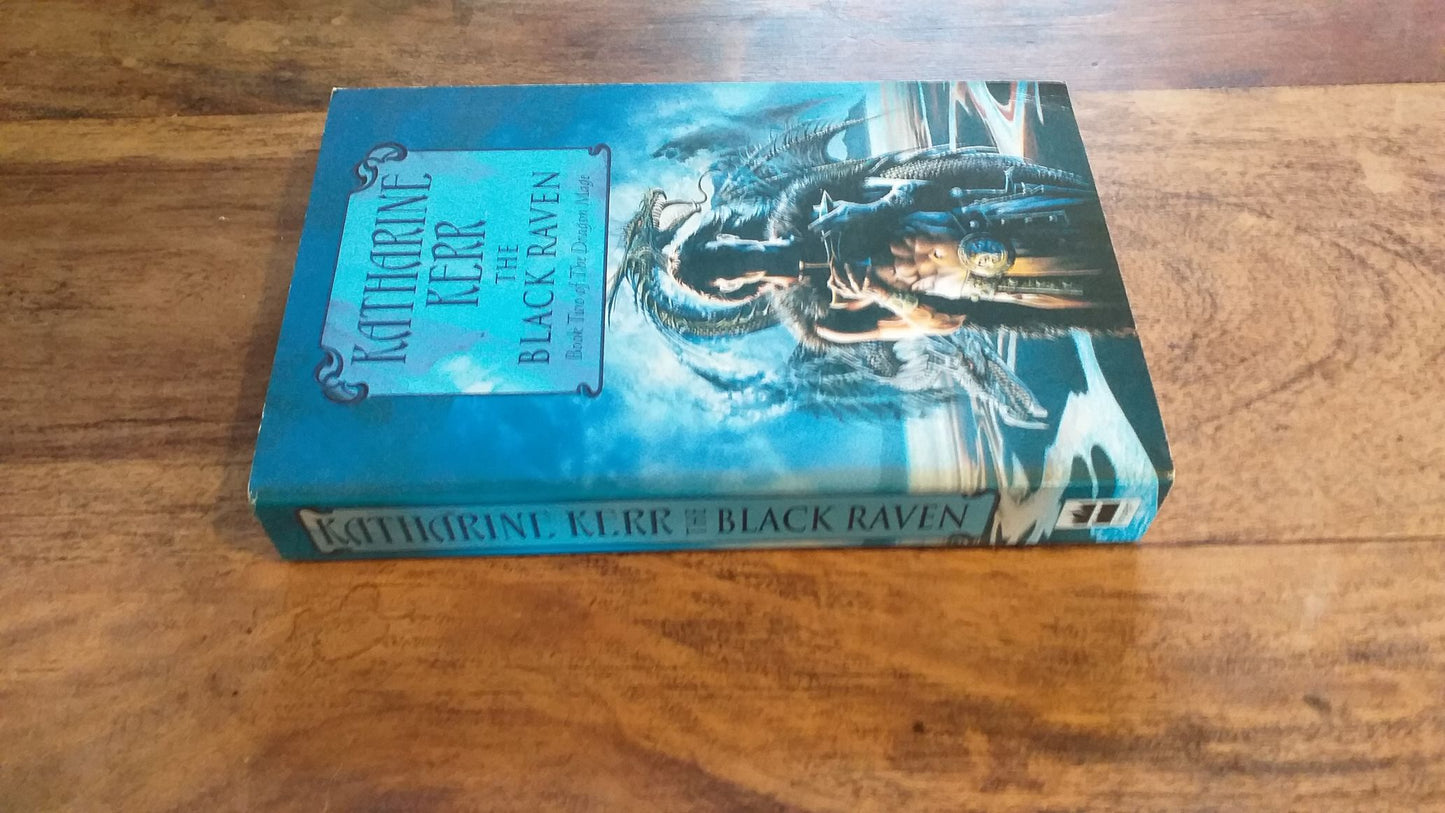 KATHARINE
KERR
THE
BLACK RAVEN
Book Two of The Dragon Mage
KATHARINE KERR THE BLACK RAVEN